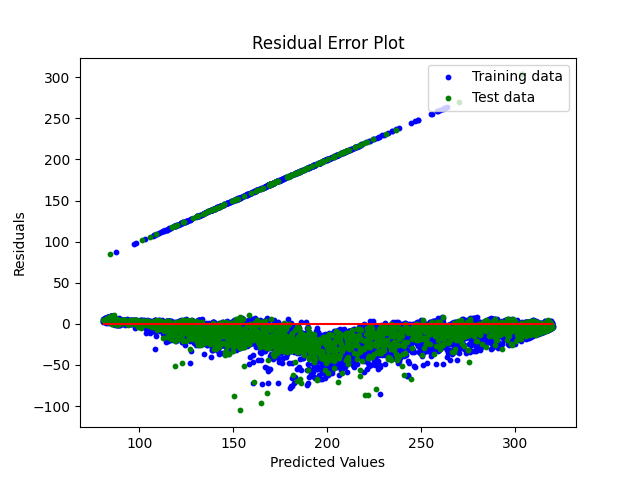 Residual Error Plot
Training data
Test data
300
250
200
150
100
50
0
−50
−100
Residuals
100 150 200 250 300
Predicted Values